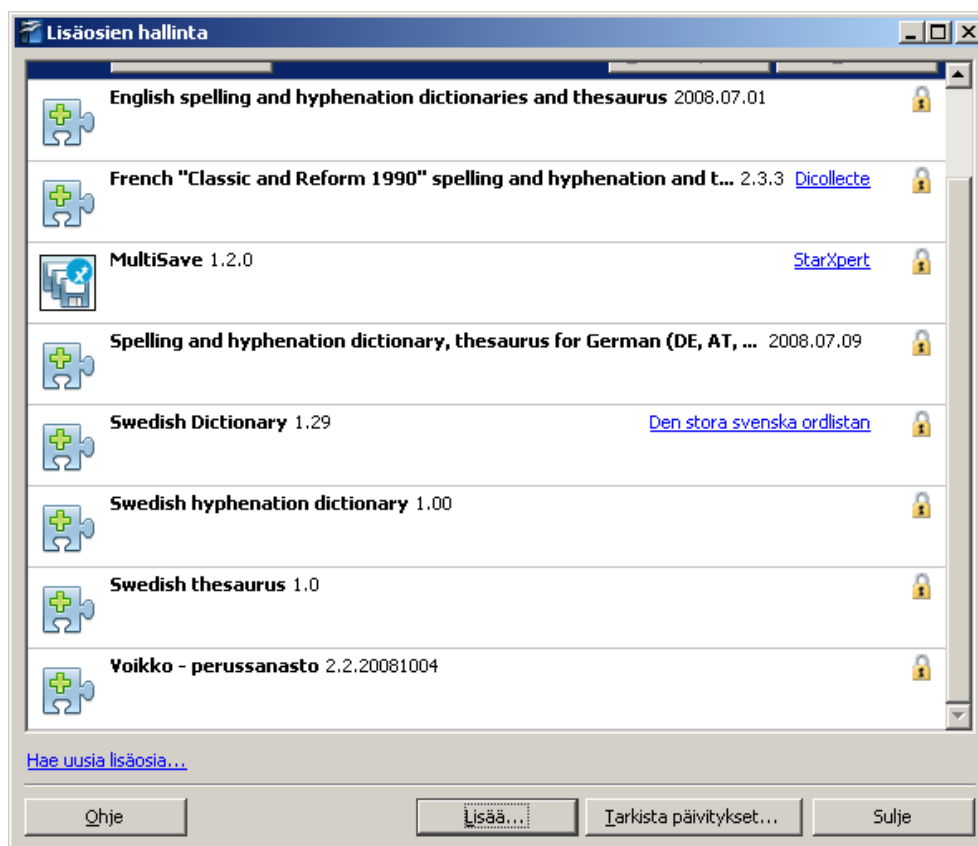 Lisäosien hallinta
English spelling and hyphenation dictionaries and thesaurus 2008.07.01
French "Classic and Reform 1990" spelling and hyphenation and t... 2.3.3 Dicollecte
MultiSave 1.2.0 StarXpert
Spelling and hyphenation dictionary, thesaurus for German (DE, AT, ... 2008.07.09
Swedish Dictionary 1.29 Den stora svenska ordlistan
Swedish hyphenation dictionary 1.00
Swedish thesaurus 1.0
Voikko - perussanasto 2.2.20081004
Hae uusia lisäosia...
Ohje Lisää... Tarkista päivitykset... Sulje